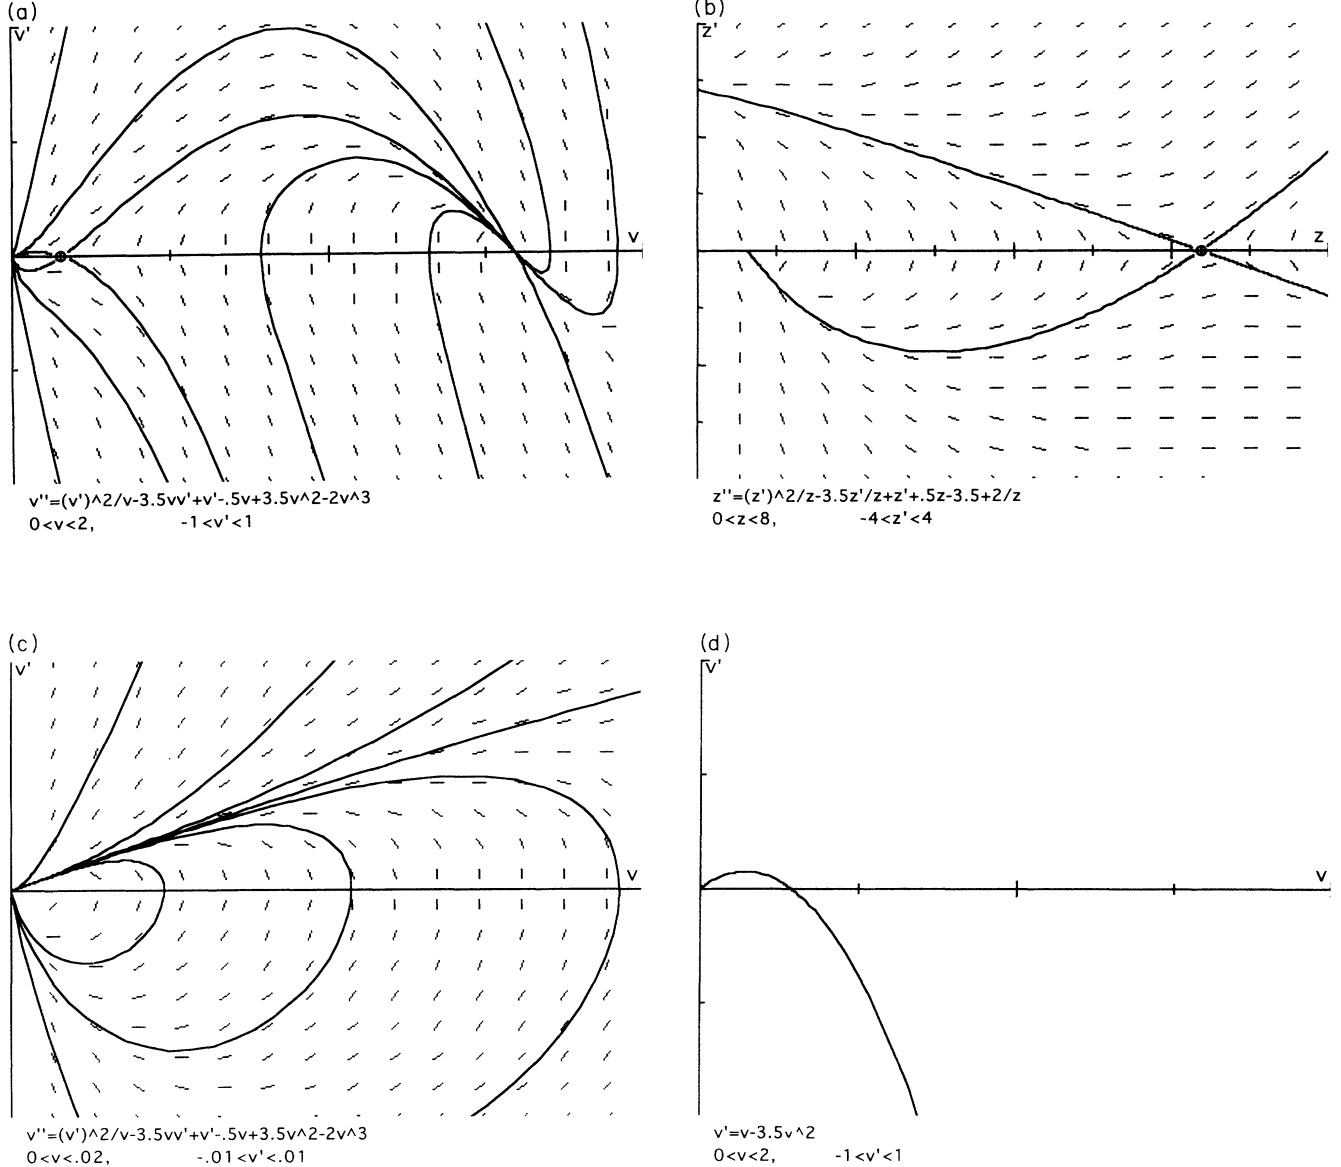 (a)
v'
v
v''=(v')^2/v-3.5vv'+v'-.5v+3.5v^2-2v^3
0<v<2, -1<v'<1
(b)
z'
z
z''=(z')^2/z-3.5z'/z+z'+.5z-3.5+2/z
0<z<8, -4<z'<4
(c)
v'
v
v''=(v')^2/v-3.5vv'+v'-.5v+3.5v^2-2v^3
0<v<.02, -.01<v'<.01
(d)
v'
v
v'=v-3.5v^2
0<v<2, -1<v'<1